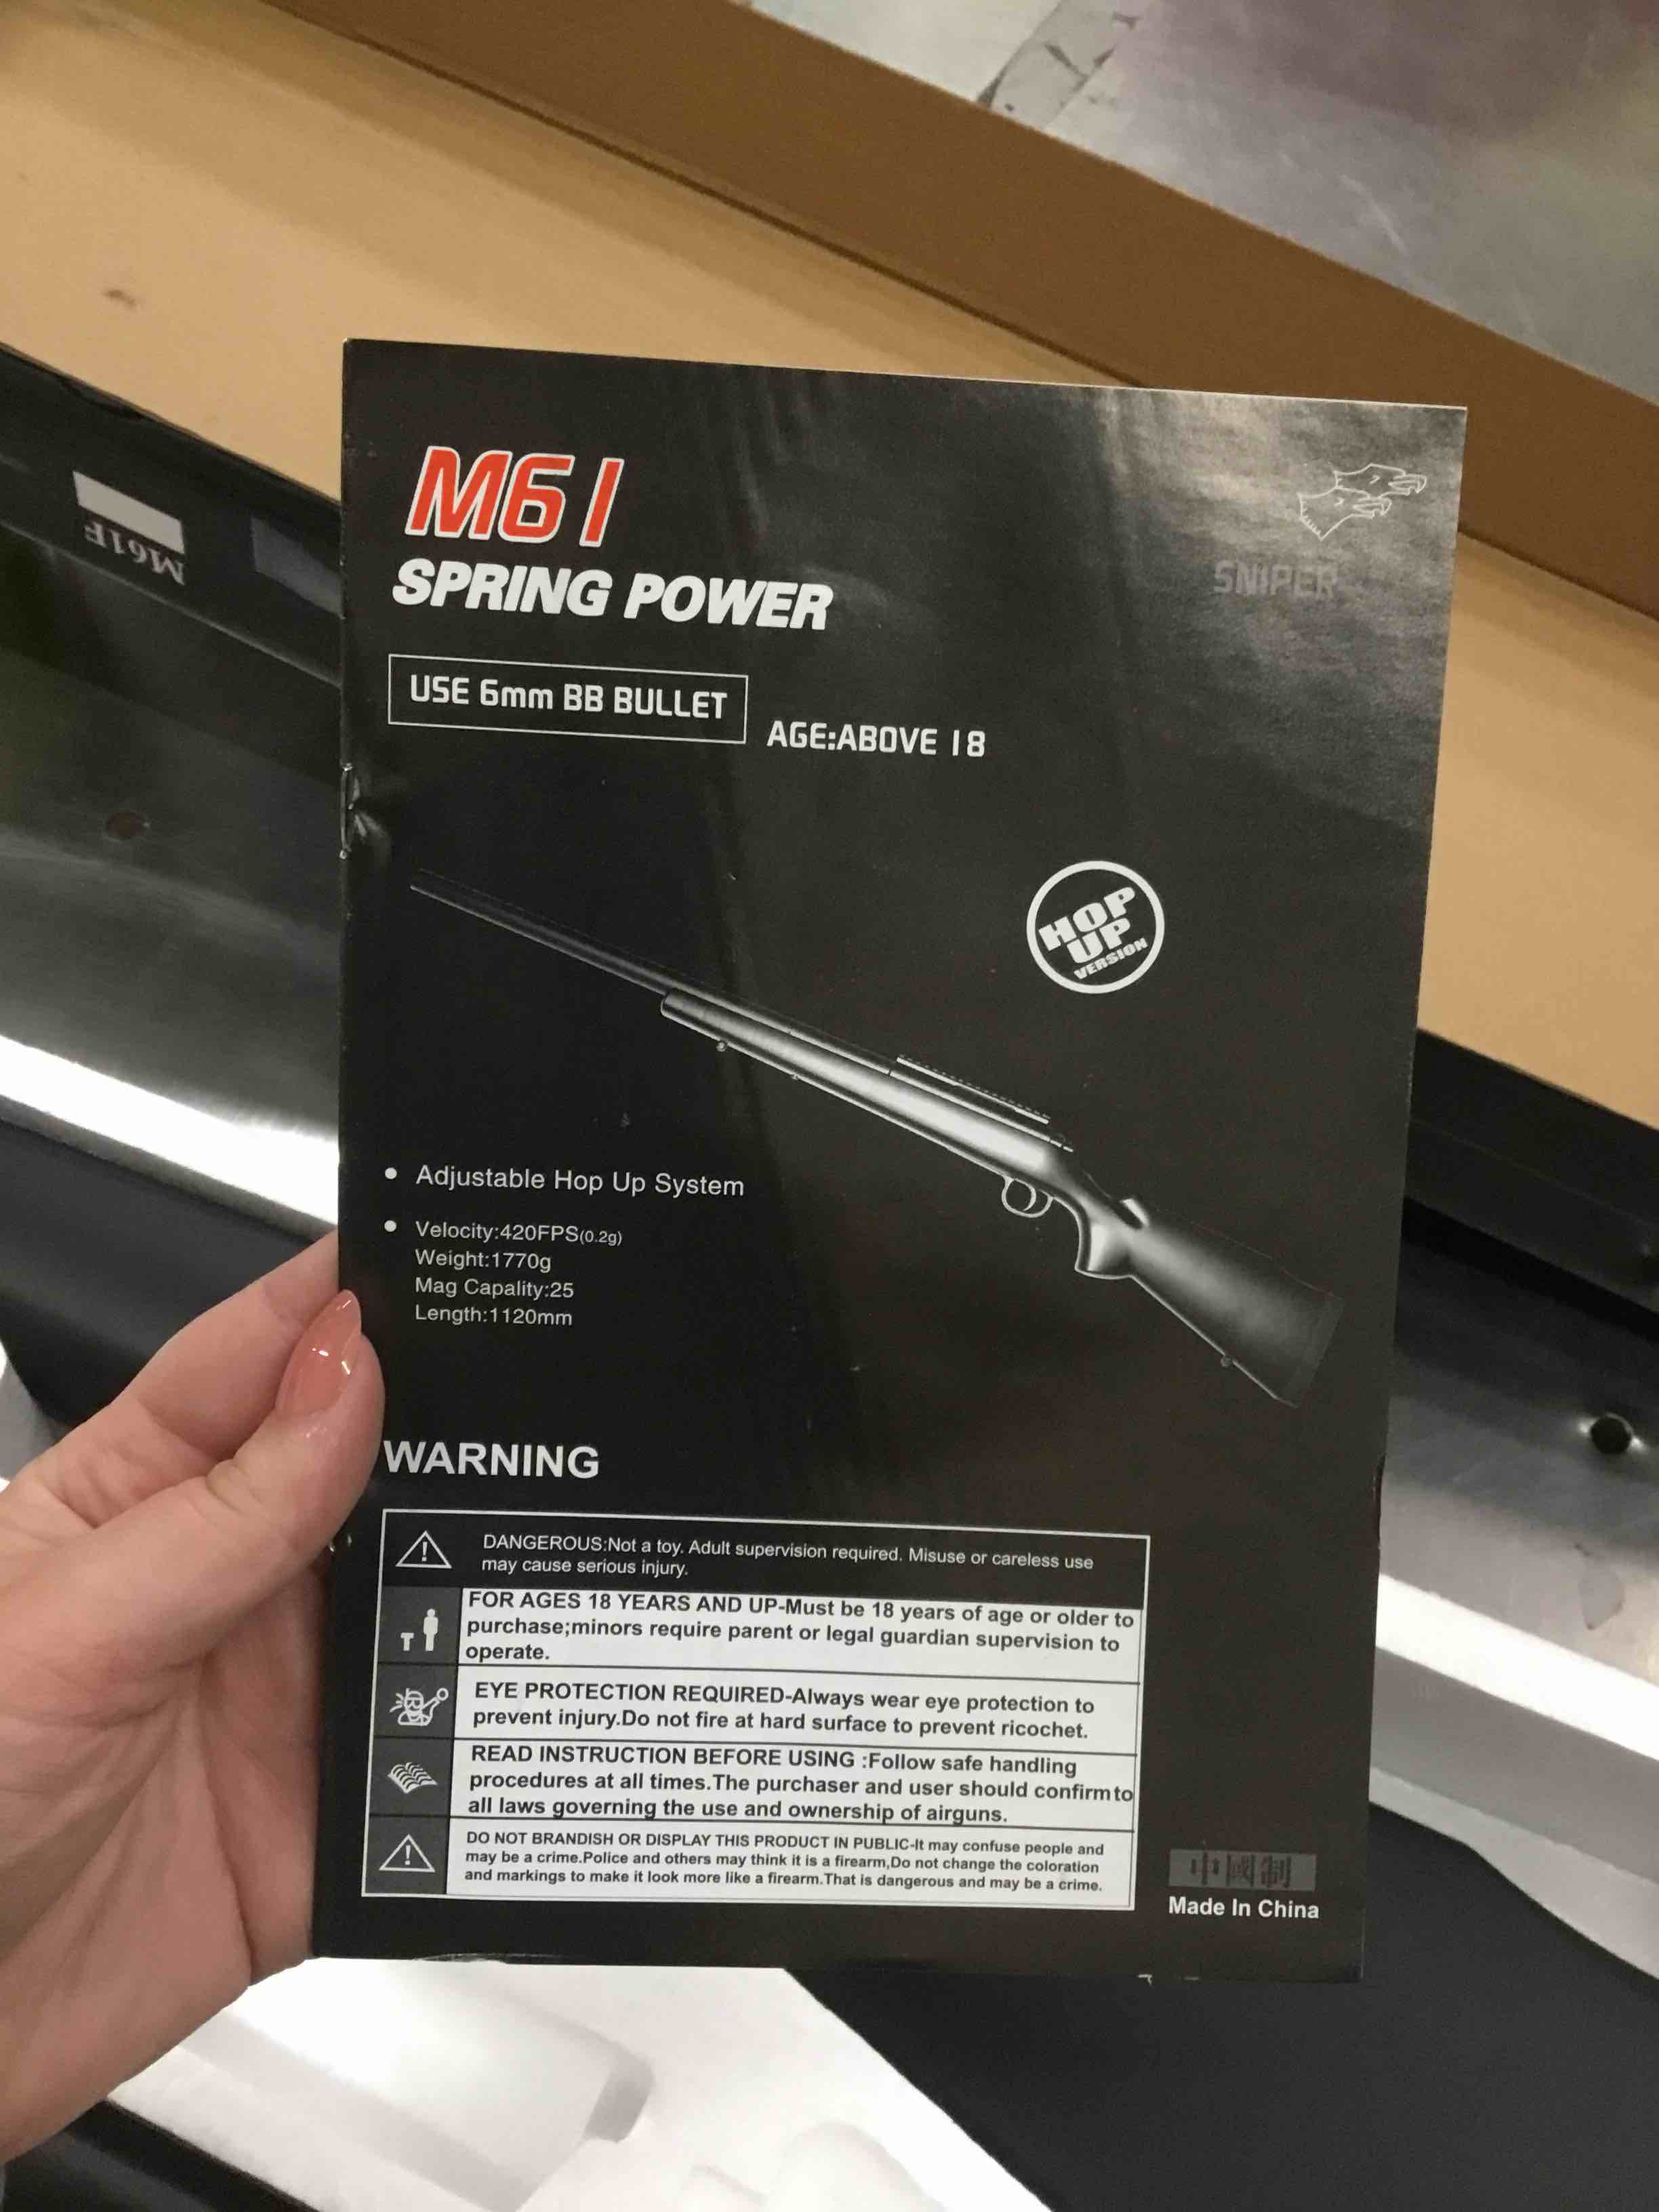 M61
SPRING POWER
SNIPER
USE 6mm BB BULLET
AGE:ABOVE 18
HOP
UP
VERSION
• Adjustable Hop Up System
• Velocity:420FPS(0.2g)
Weight:1770g
Mag Capality:25
Length:1120mm
WARNING
DANGEROUS:Not a toy. Adult supervision required. Misuse or careless use
may cause serious injury.
FOR AGES 18 YEARS AND UP-Must be 18 years of age or older to
purchase;minors require parent or legal guardian supervision to
operate.
EYE PROTECTION REQUIRED-Always wear eye protection to
prevent injury.Do not fire at hard surface to prevent ricochet.
READ INSTRUCTION BEFORE USING :Follow safe handling
procedures at all times.The purchaser and user should confirm to
all laws governing the use and ownership of airguns.
DO NOT BRANDISH OR DISPLAY THIS PRODUCT IN PUBLIC-It may confuse people and
may be a crime.Police and others may think it is a firearm,Do not change the coloration
and markings to make it look more like a firearm.That is dangerous and may be a crime.
中國制
Made In China
M61F